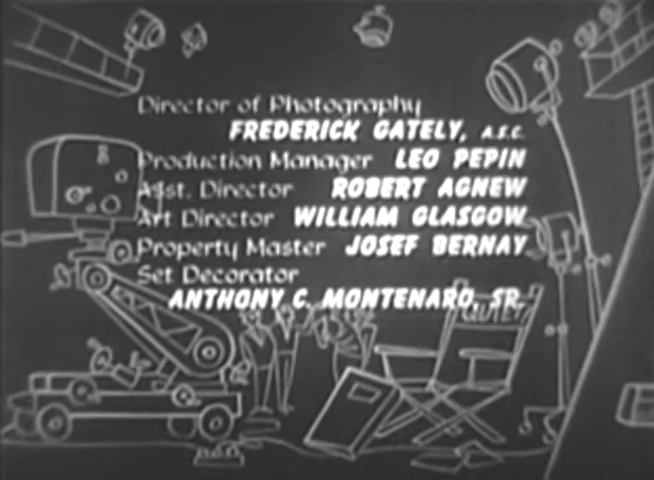 Director of Photography
FREDERICK GATELY, A.S.C.
Production Manager LEO PEPIN
Asst. Director ROBERT AGNEW
Art Director WILLIAM GLASGOW
Property Master JOSEF BERNAY
Set Decorator
ANTHONY C. MONTENARO, SR.
QUIET